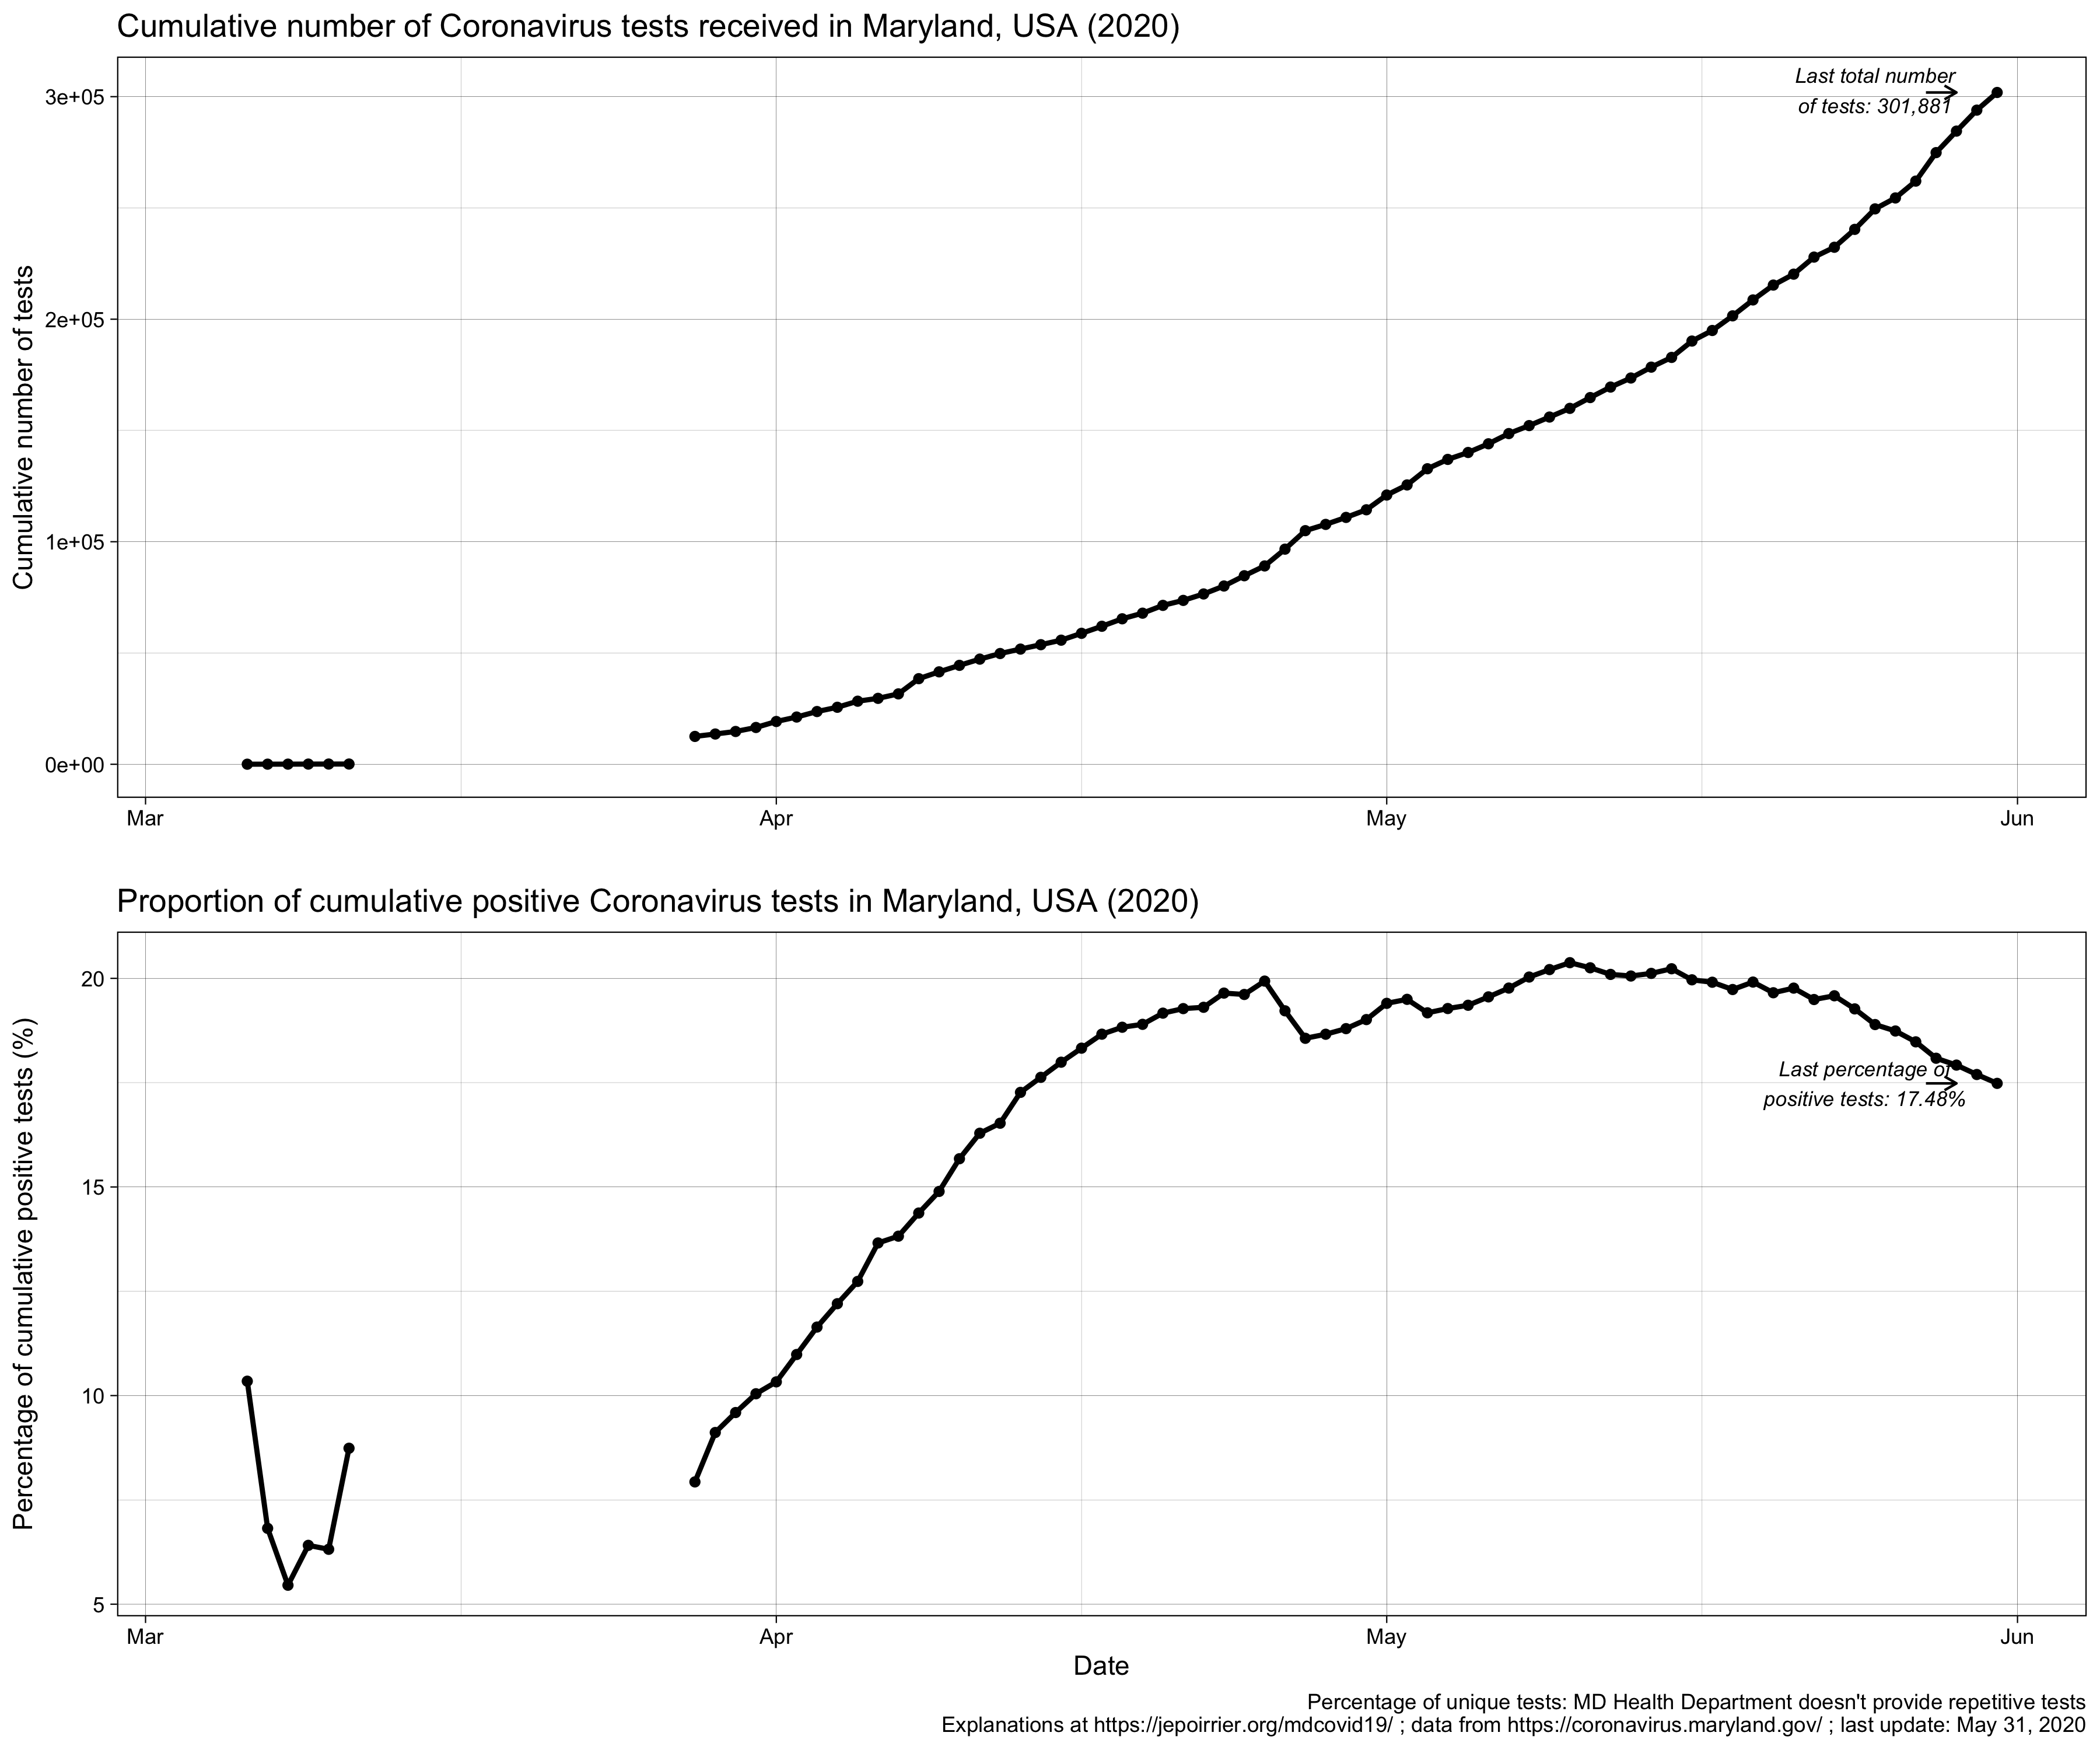 Cumulative number of Coronavirus tests received in Maryland, USA (2020)
Cumulative number of tests
3e+05
2e+05
1e+05
0e+00
Last total number
of tests: 301,881
Mar
Apr
May
Jun
Proportion of cumulative positive Coronavirus tests in Maryland, USA (2020)
Percentage of cumulative positive tests (%)
20
15
10
5
Last percentage of
positive tests: 17.48%
Mar
Apr
May
Jun
Date
Percentage of unique tests: MD Health Department doesn't provide repetitive tests
Explanations at https://jepoirrier.org/mdcovid19/ ; data from https://coronavirus.maryland.gov/ ; last update: May 31, 2020